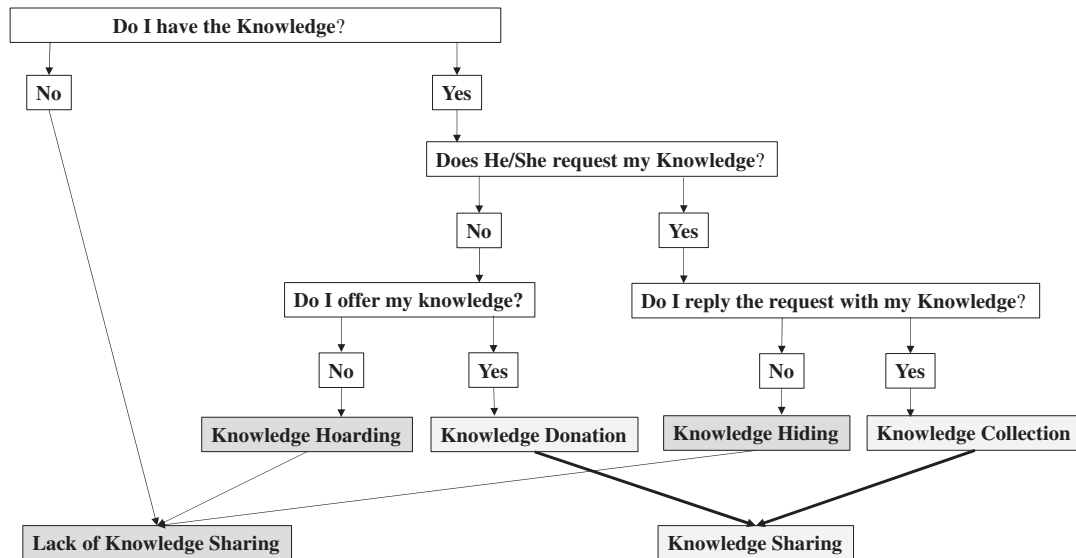 Do I have the Knowledge?
No
Yes
Does He/She request my Knowledge?
No
Yes
Do I offer my knowledge?
Do I reply the request with my Knowledge?
No
Yes
No
Yes
Knowledge Hoarding
Knowledge Donation
Knowledge Hiding
Knowledge Collection
Lack of Knowledge Sharing
Knowledge Sharing